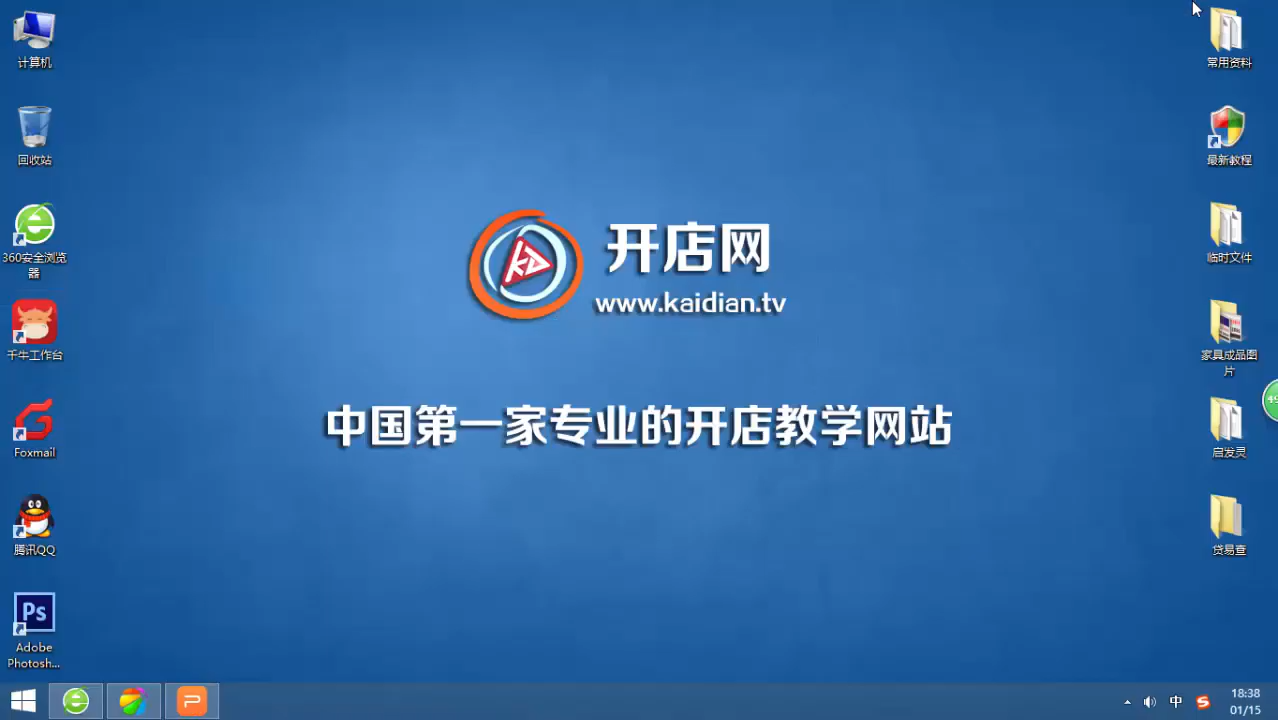 计算机
回收站
360安全浏览
器
千牛工作台
Foxmail
腾讯QQ
Ps
Adobe
Photosh...
开店网
www.kaidian.tv
中国第一家专业的开店教学网站
常用资料
最新教程
临时文件
家具成品图
片
49
启发灵
贷易查
中
18:38
01/15